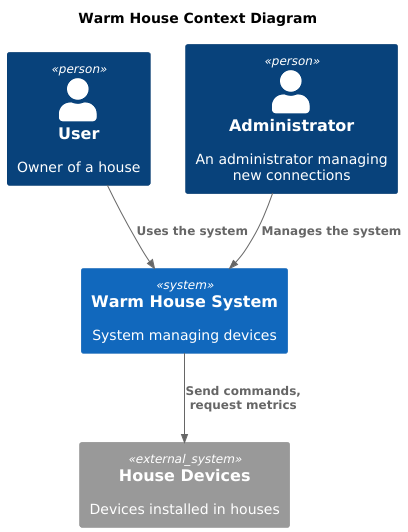 Warm House Context Diagram
«person»
User
Owner of a house
«person»
Administrator
An administrator managing
new connections
Uses the system
Manages the system
«system»
Warm House System
System managing devices
Send commands,
request metrics
«external_system»
House Devices
Devices installed in houses